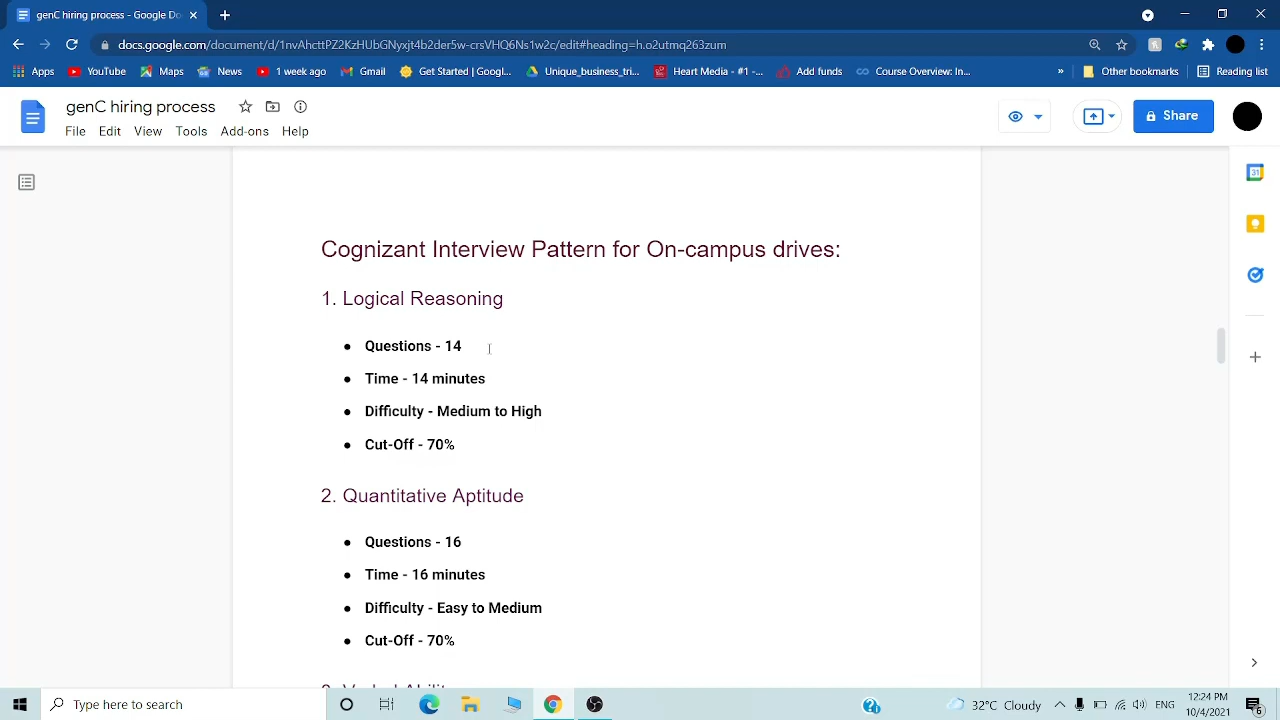 genC hiring process - Google Do
docs.google.com/document/d/1nvAhcttPZ2KzHUbGNyxjt4b2der5w-crsVHQ6Ns1w2c/edit#heading=h.o2utmq263zum
Apps YouTube Maps News 1 week ago Gmail Get Started | Googl... Unique_business_tri... Heart Media - #1 -... Add funds Course Overview: In... » Other bookmarks Reading list
genC hiring process
File Edit View Tools Add-ons Help
Share
31
Cognizant Interview Pattern for On-campus drives:
1. Logical Reasoning
● Questions - 14
● Time - 14 minutes
● Difficulty - Medium to High
● Cut-Off - 70%
2. Quantitative Aptitude
● Questions - 16
● Time - 16 minutes
● Difficulty - Easy to Medium
● Cut-Off - 70%
Type here to search
32°C Cloudy ENG
12:24 PM
10/4/2021
6